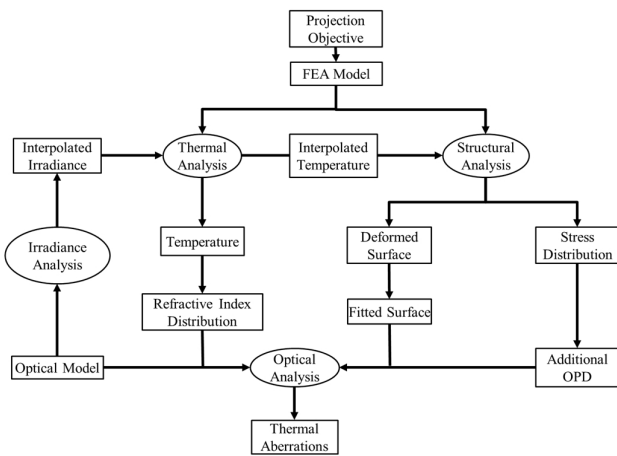 Projection
Objective
FEA Model
Interpolated
Irradiance
Thermal
Analysis
Interpolated
Temperature
Structural
Analysis
Irradiance
Analysis
Temperature
Deformed
Surface
Stress
Distribution
Refractive Index
Distribution
Fitted Surface
Optical Model
Optical
Analysis
Additional
OPD
Thermal
Aberrations